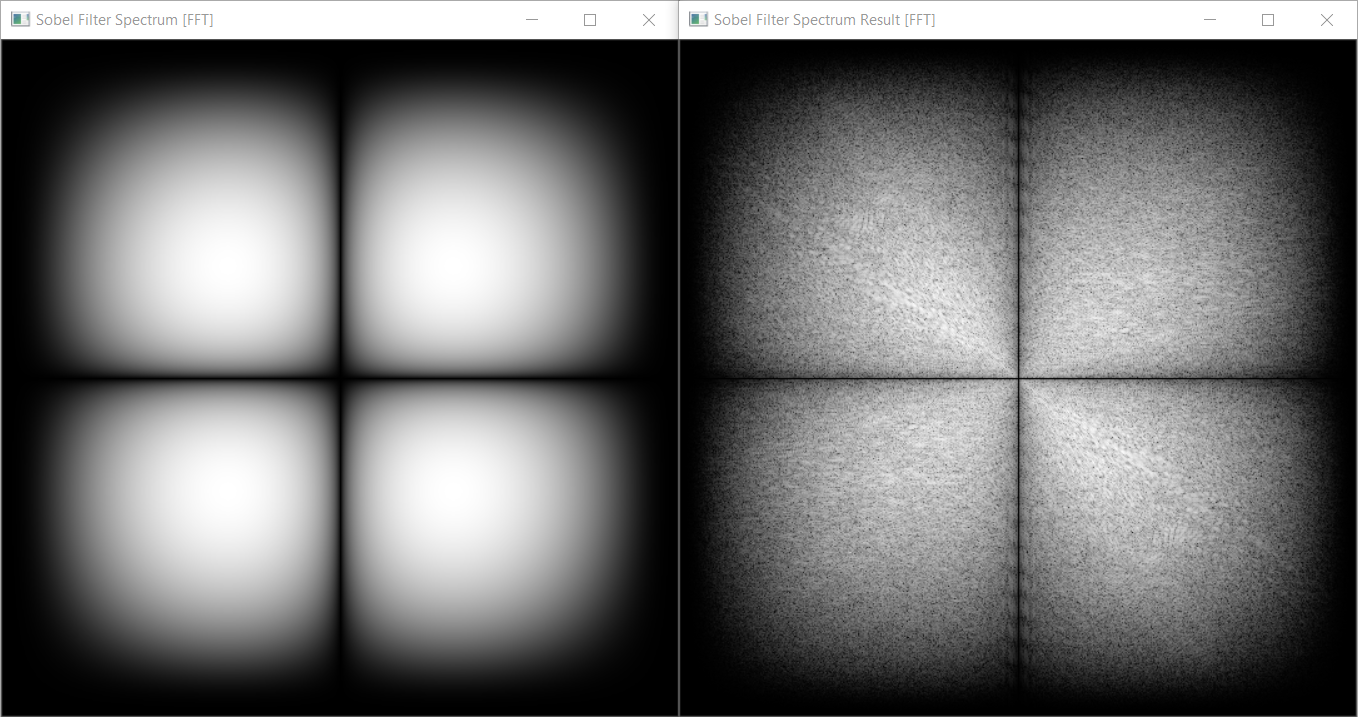 Sobel Filter Spectrum [FFT]
Sobel Filter Spectrum Result [FFT]